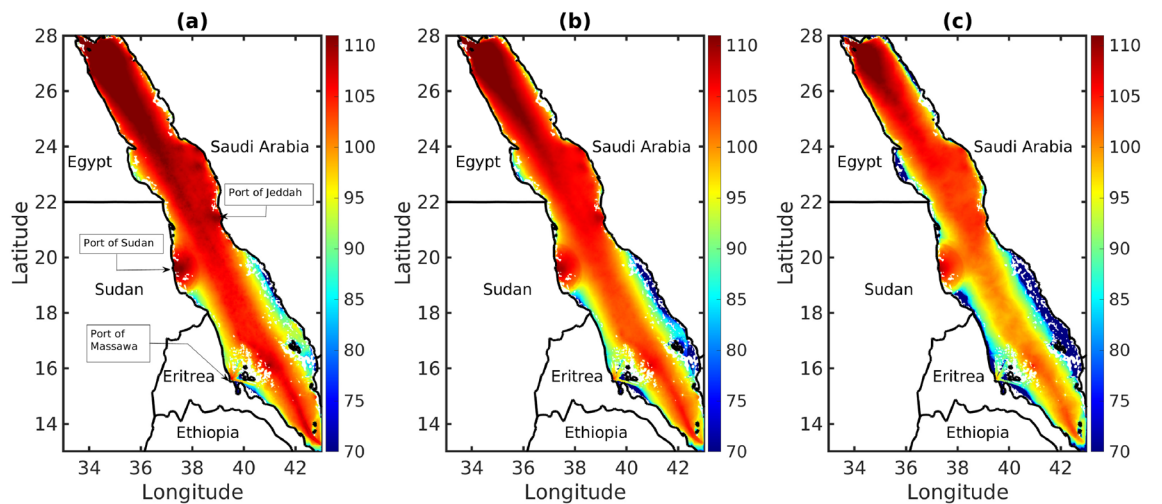 (a)
28
26
24
22
20
18
16
14
34 36 38 40 42
Latitude
Longitude
110
105
100
95
90
85
80
75
70
Egypt
Saudi Arabia
Port of Jeddah
Port of Sudan
Sudan
Port of
Massawa
Eritrea
Ethiopia
(b)
28
26
24
22
20
18
16
14
34 36 38 40 42
Latitude
Longitude
110
105
100
95
90
85
80
75
70
Egypt
Saudi Arabia
Sudan
Eritrea
Ethiopia
(c)
28
26
24
22
20
18
16
14
34 36 38 40 42
Latitude
Longitude
110
105
100
95
90
85
80
75
70
Egypt
Saudi Arabia
Sudan
Eritrea
Ethiopia